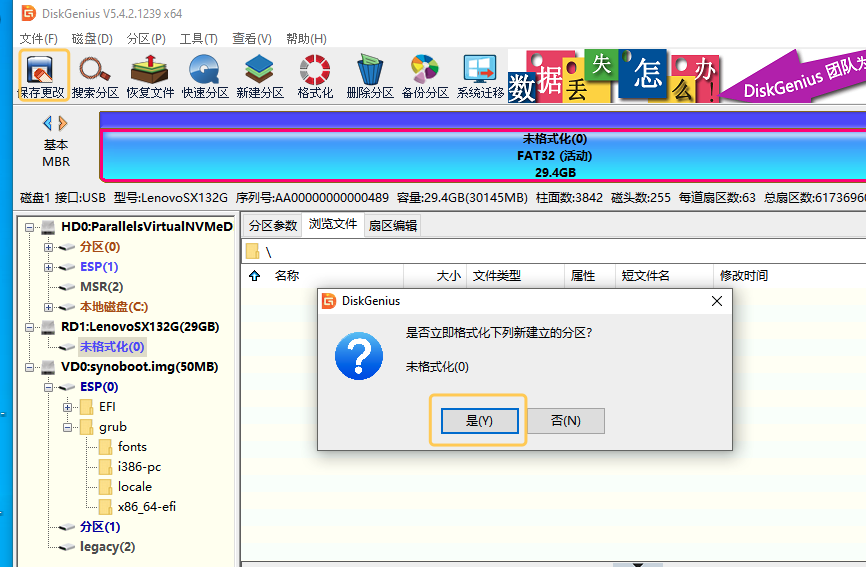 DiskGenius V5.4.2.1239 x64
文件(F) 磁盘(D) 分区(P) 工具(T) 查看(V) 帮助(H)
保存更改 搜索分区 恢复文件 快速分区 新建分区 格式化 删除分区 备份分区 系统迁移
数据丢失怎么办!
DiskGenius 团队为
基本
MBR
未格式化(0)
FAT32 (活动)
29.4GB
磁盘1 接口:USB 型号:LenovoSX132G 序列号:AA00000000000489 容量:29.4GB(30145MB) 柱面数:3842 磁头数:255 每道扇区数:63 总扇区数:6173696
HD0:ParallelsVirtualNVMeD
分区(0)
ESP(1)
MSR(2)
本地磁盘(C:)
RD1:LenovoSX132G(29GB)
未格式化(0)
VD0:synoboot.img(50MB)
ESP(0)
EFI
grub
fonts
i386-pc
locale
x86_64-efi
分区(1)
legacy(2)
分区参数 浏览文件 扇区编辑
\
名称 大小 文件类型 属性 短文件名 修改时间
DiskGenius
是否立即格式化下列新建立的分区?
未格式化(0)
是(Y) 否(N)